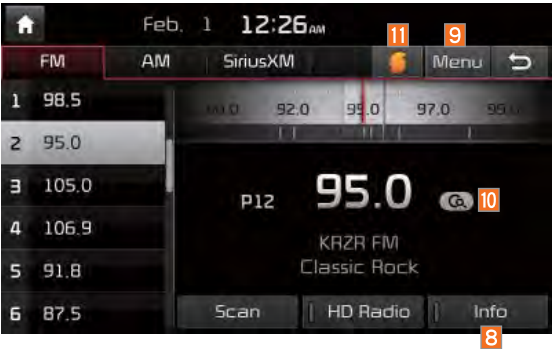 Feb. 1 12:26 AM
11 9
FM AM SiriusXM Menu
1 98.5
92.0 95.0 97.0
2 95.0
3 105.0
P12 95.0 10
4 106.9
KRZR FM
5 91.8
Classic Rock
6 87.5
Scan HD Radio Info
8